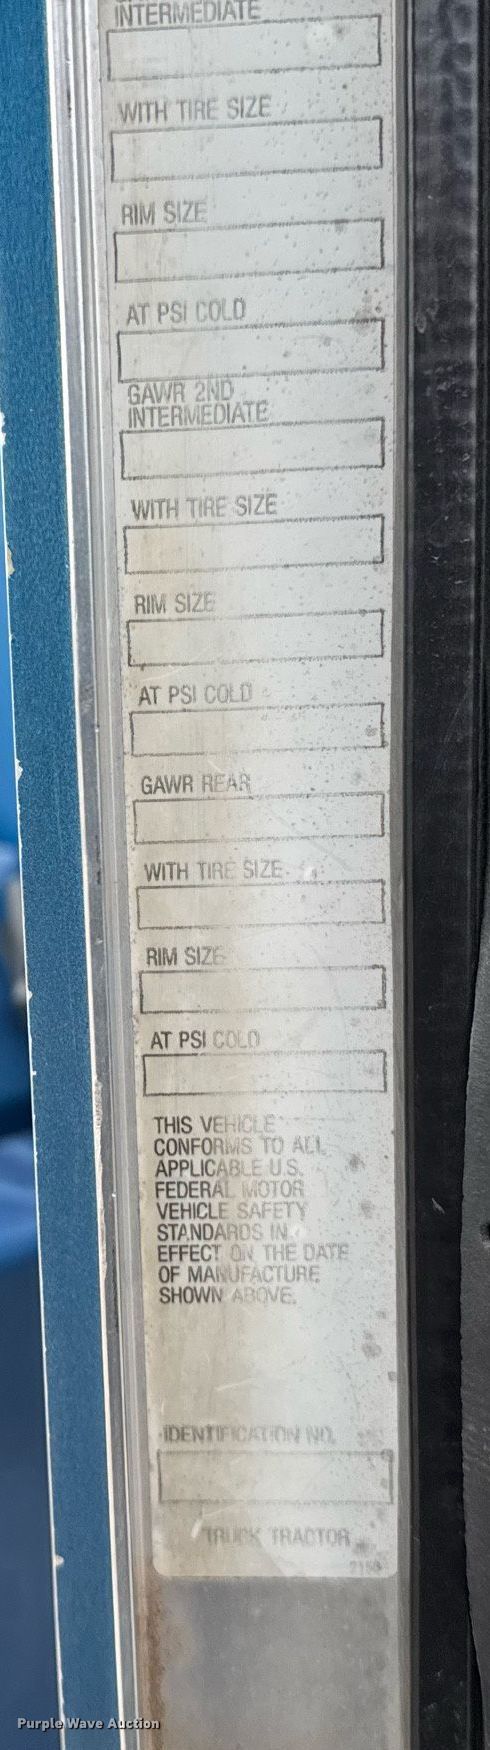 INTERMEDIATE
WITH TIRE SIZE
RIM SIZE
AT PSI COLD
GAWR 2ND
INTERMEDIATE
WITH TIRE SIZE
RIM SIZE
AT PSI COLD
GAWR REAR
WITH TIRE SIZE
RIM SIZE
AT PSI COLD
THIS VEHICLE
CONFORMS TO ALL
APPLICABLE U.S.
FEDERAL MOTOR
VEHICLE SAFETY
STANDARDS IN
EFFECT ON THE DATE
OF MANUFACTURE
SHOWN ABOVE.
IDENTIFICATION NO.
TRUCK TRACTOR
Purple Wave Auction